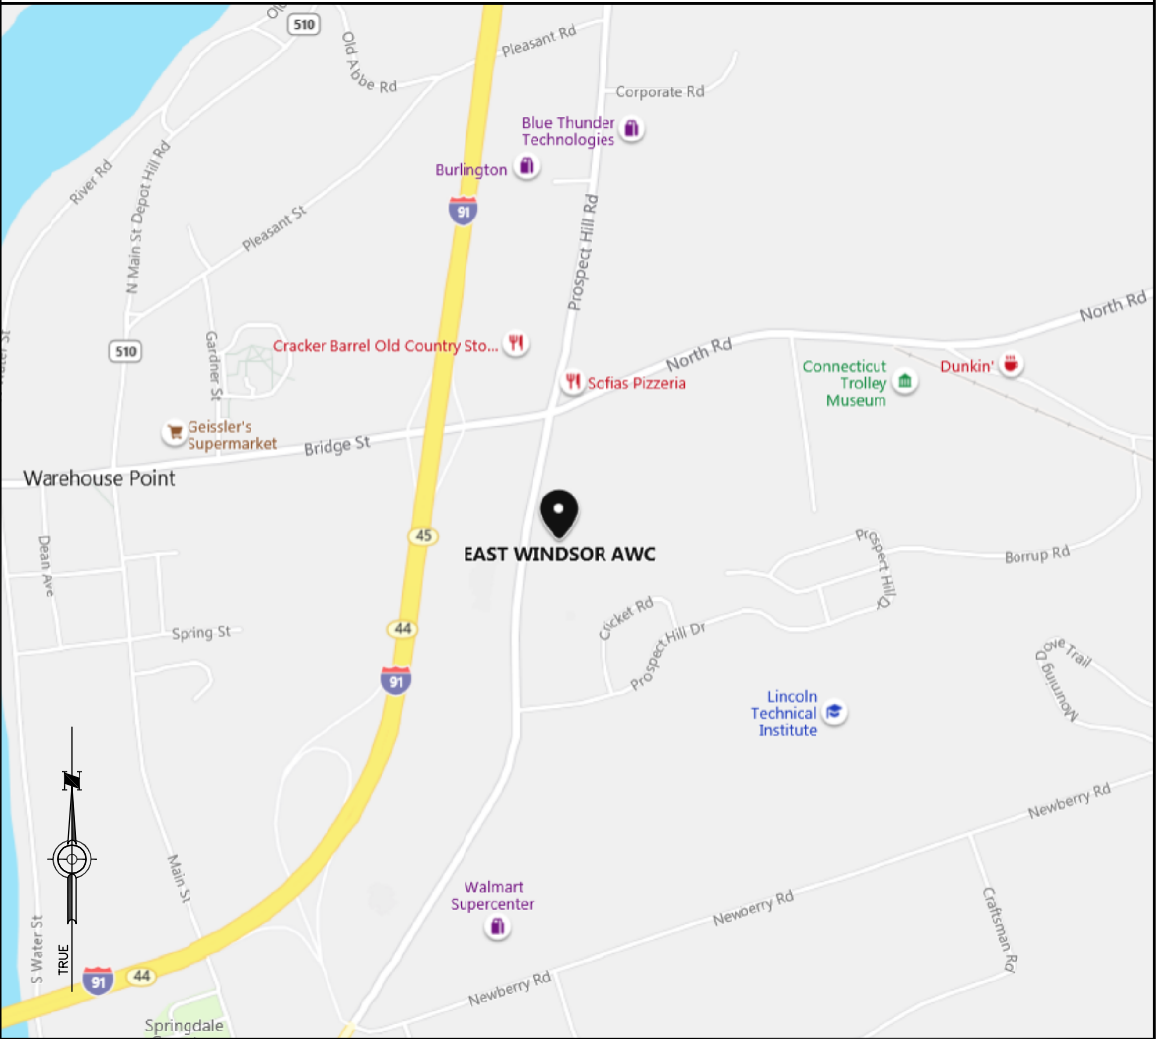 Old
510
Old Abbe Rd
Pleasant Rd
Corporate Rd
Blue Thunder
Technologies
Burlington
River Rd
N Main St
Depot Hill Rd
Pleasant St
91
Prospect Hill Rd
North Rd
Cracker Barrel Old Country Sto...
North Rd
510
Gardner St
Scfias Pizzeria
Connecticut
Trolley
Museum
Dunkin'
Geissler's
Supermarket
Bridge St
Warehouse Point
45
EAST WINDSOR AWC
Dean Ave
Prospect Hill D
Borrup Rd
Cricket Rd
44
Spring St
Prospect Hill Dr
ove Trail
Mourning D
91
Lincoln
Technical
Institute
N
Newberry Rd
Main St
Walmart
Supercenter
Newberry Rd
Craftsman Rd
S Water St
TRUE
91
44
Newberry Rd
Springdale